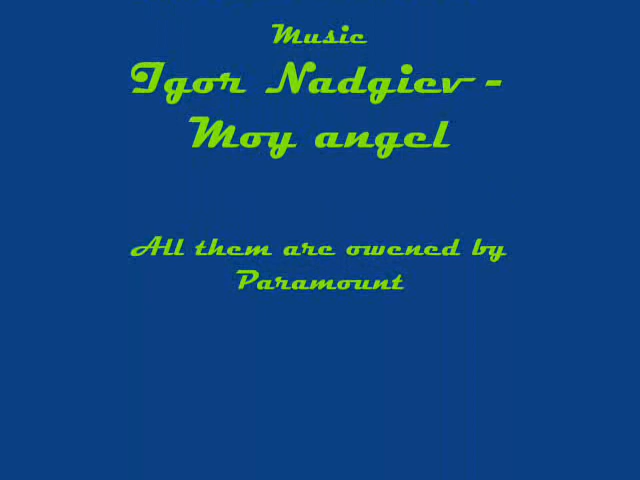 Music
Igor Nadgiev -
Moy angel
All them are owened by
Paramount